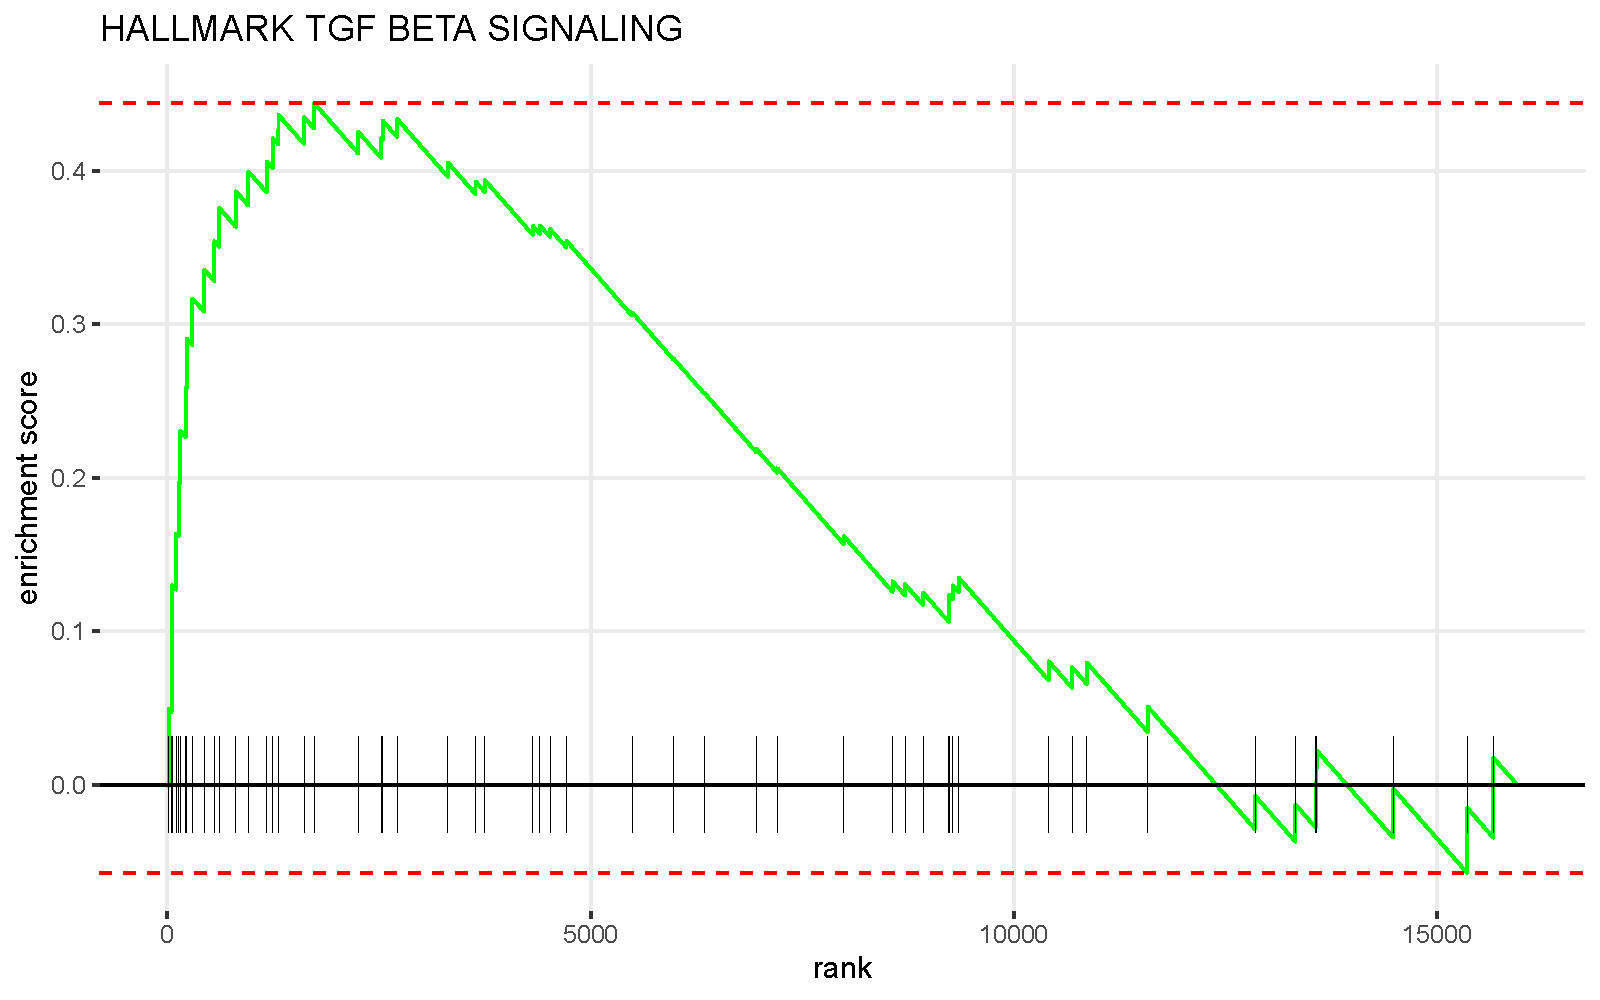 HALLMARK TGF BETA SIGNALING
enrichment score
0.4
0.3
0.2
0.1
0.0
0 5000 10000 15000
rank